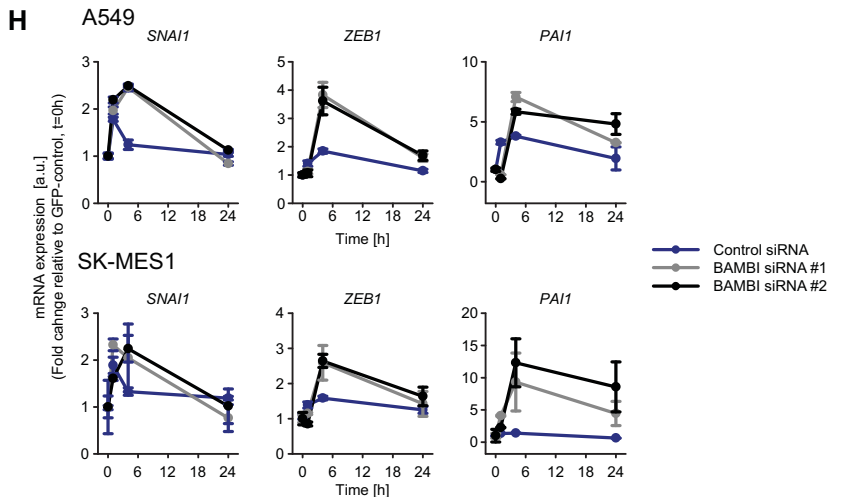 H
A549
SNAI1
ZEB1
PAI1
mRNA expression [a.u]
(Fold cahnge relative to GFP-control, t=0h)
3
2
1
0
0 6 12 18 24
5
4
3
2
1
0
0 6 12 18 24
10
5
0
0 6 12 18 24
Time [h]
SK-MES1
SNAI1
ZEB1
PAI1
3
2
1
0
0 6 12 18 24
4
3
2
1
0
0 6 12 18 24
20
15
10
5
0
0 6 12 18 24
Time [h]
Control siRNA
BAMBI siRNA #1
BAMBI siRNA #2